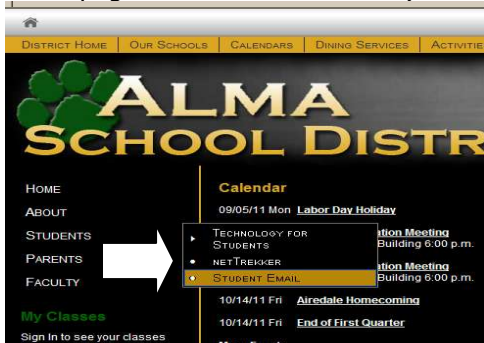 DISTRICT HOME OUR SCHOOLS CALENDARS DINING SERVICES ACTIVITIE
ALMA
SCHOOL DISTR
HOME
ABOUT
STUDENTS
PARENTS
FACULTY
My Classes
Sign In to see your classes
Calendar
09/05/11 Mon Labor Day Holiday
ation Meeting
Building 6:00 p.m.
ation Meeting
Building 6:00 p.m.
TECHNOLOGY FOR
STUDENTS
NETTREKKER
STUDENT EMAIL
10/14/11 Fri Airedale Homecoming
10/14/11 Fri End of First Quarter